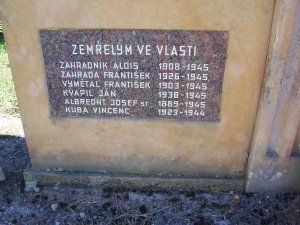 ZEMŘELÝM VE VLASTI
ZAHRADNÍK ALOIS 1908-1945
ZAHRADA FRANTIŠEK 1926-1945
VYMĚTAL FRANTIŠEK 1903-1945
KVAPIL JAN 1938-1945
ALBRECHT JOSEF ST. 1889-1945
KUBA VINCENC 1923-1944